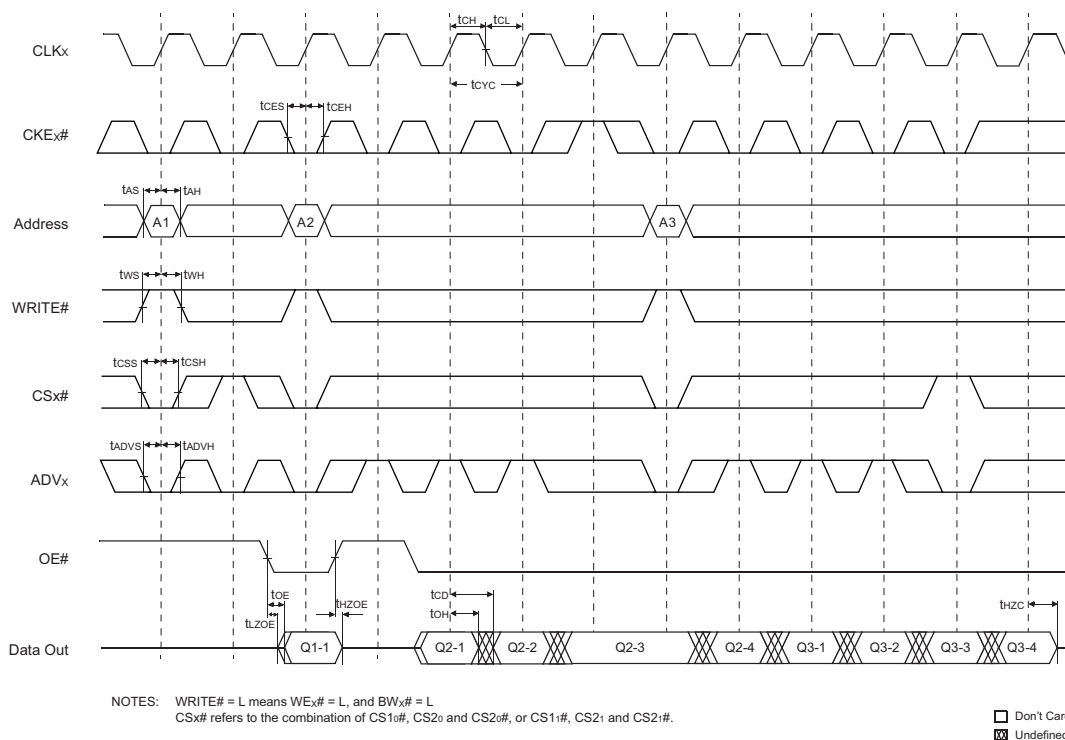 tCH tCL
CLKx
tCYC
tCES tCEH
CKEx#
tAS tAH
Address A1 A2 A3
tWS tWH
WRITE#
tCSS tCSH
CSx#
tADVS tADVH
ADVx
OE#
tOE tHZOE tCD tHZC
tLZOE tOH
Data Out Q1-1 Q2-1 Q2-2 Q2-3 Q2-4 Q3-1 Q3-2 Q3-3 Q3-4
NOTES: WRITE# = L means WEx# = L, and BWx# = L
CSx# refers to the combination of CS10#, CS20 and CS20#, or CS11#, CS21 and CS21#.
Don't Car
Undefined